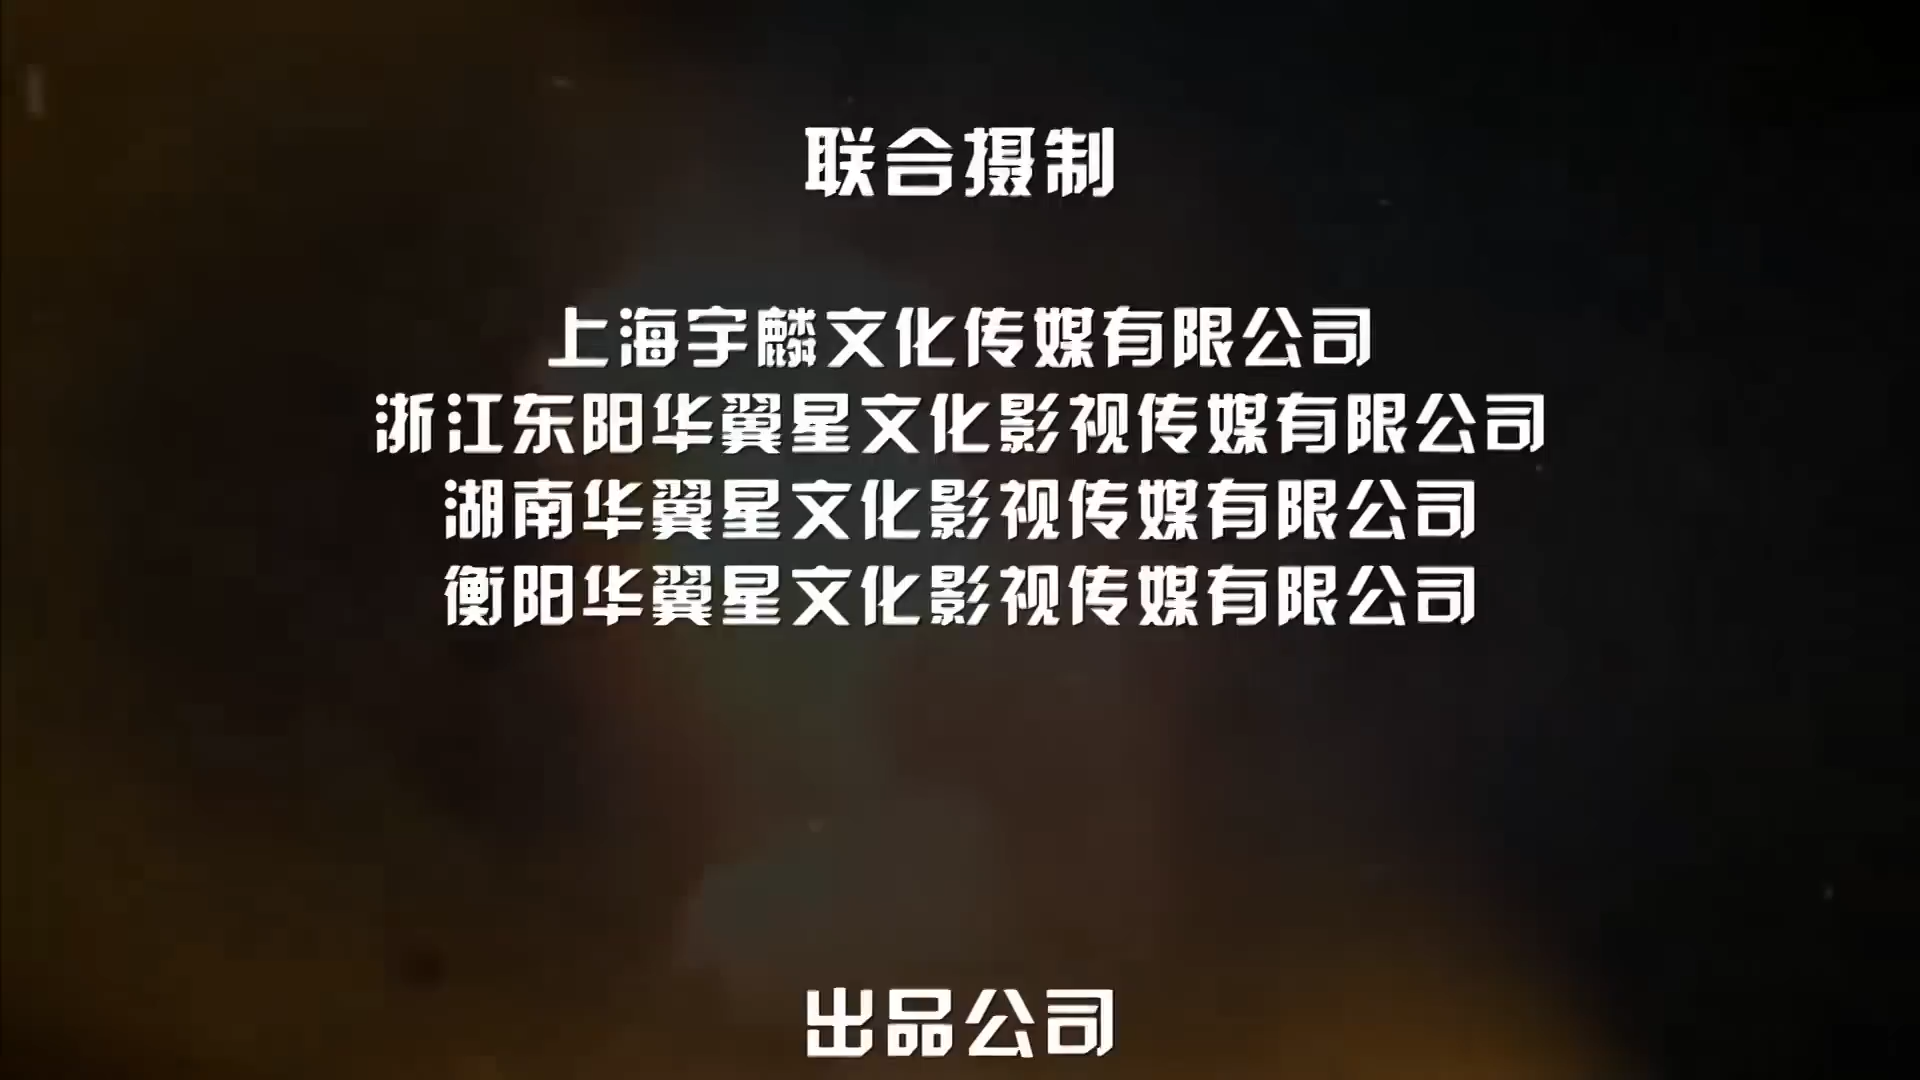 联合摄制
上海宇麟文化传媒有限公司
浙江东阳华翼星文化影视传媒有限公司
湖南华翼星文化影视传媒有限公司
衡阳华翼星文化影视传媒有限公司
出品公司